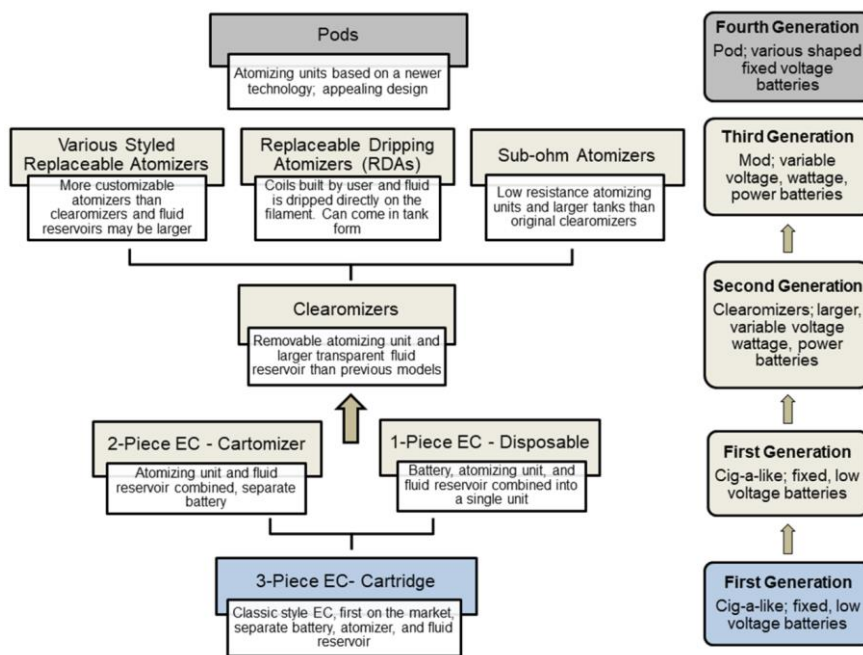 Pods
Atomizing units based on a newer
technology; appealing design
Fourth Generation
Pod; various shaped
fixed voltage
batteries
Various Styled
Replaceable Atomizers
More customizable
atomizers than
clearomizers and fluid
reservoirs may be larger
Replaceable Dripping
Atomizers (RDAs)
Coils built by user and fluid
is dripped directly on the
filament. Can come in tank
form
Sub-ohm Atomizers
Low resistance atomizing
units and larger tanks than
original clearomizers
Third Generation
Mod; variable
voltage, wattage,
power batteries
Clearomizers
Removable atomizing unit and
larger transparent fluid
reservoir than previous models
Second Generation
Clearomizers; larger,
variable voltage
wattage, power
batteries
2-Piece EC - Cartomizer
Atomizing unit and fluid
reservoir combined, separate
battery
1-Piece EC - Disposable
Battery, atomizing unit, and
fluid reservoir combined into
a single unit
First Generation
Cig-a-like; fixed, low
voltage batteries
3-Piece EC- Cartridge
Classic style EC, first on the market,
separate battery, atomizer, and fluid
reservoir
First Generation
Cig-a-like; fixed, low
voltage batteries